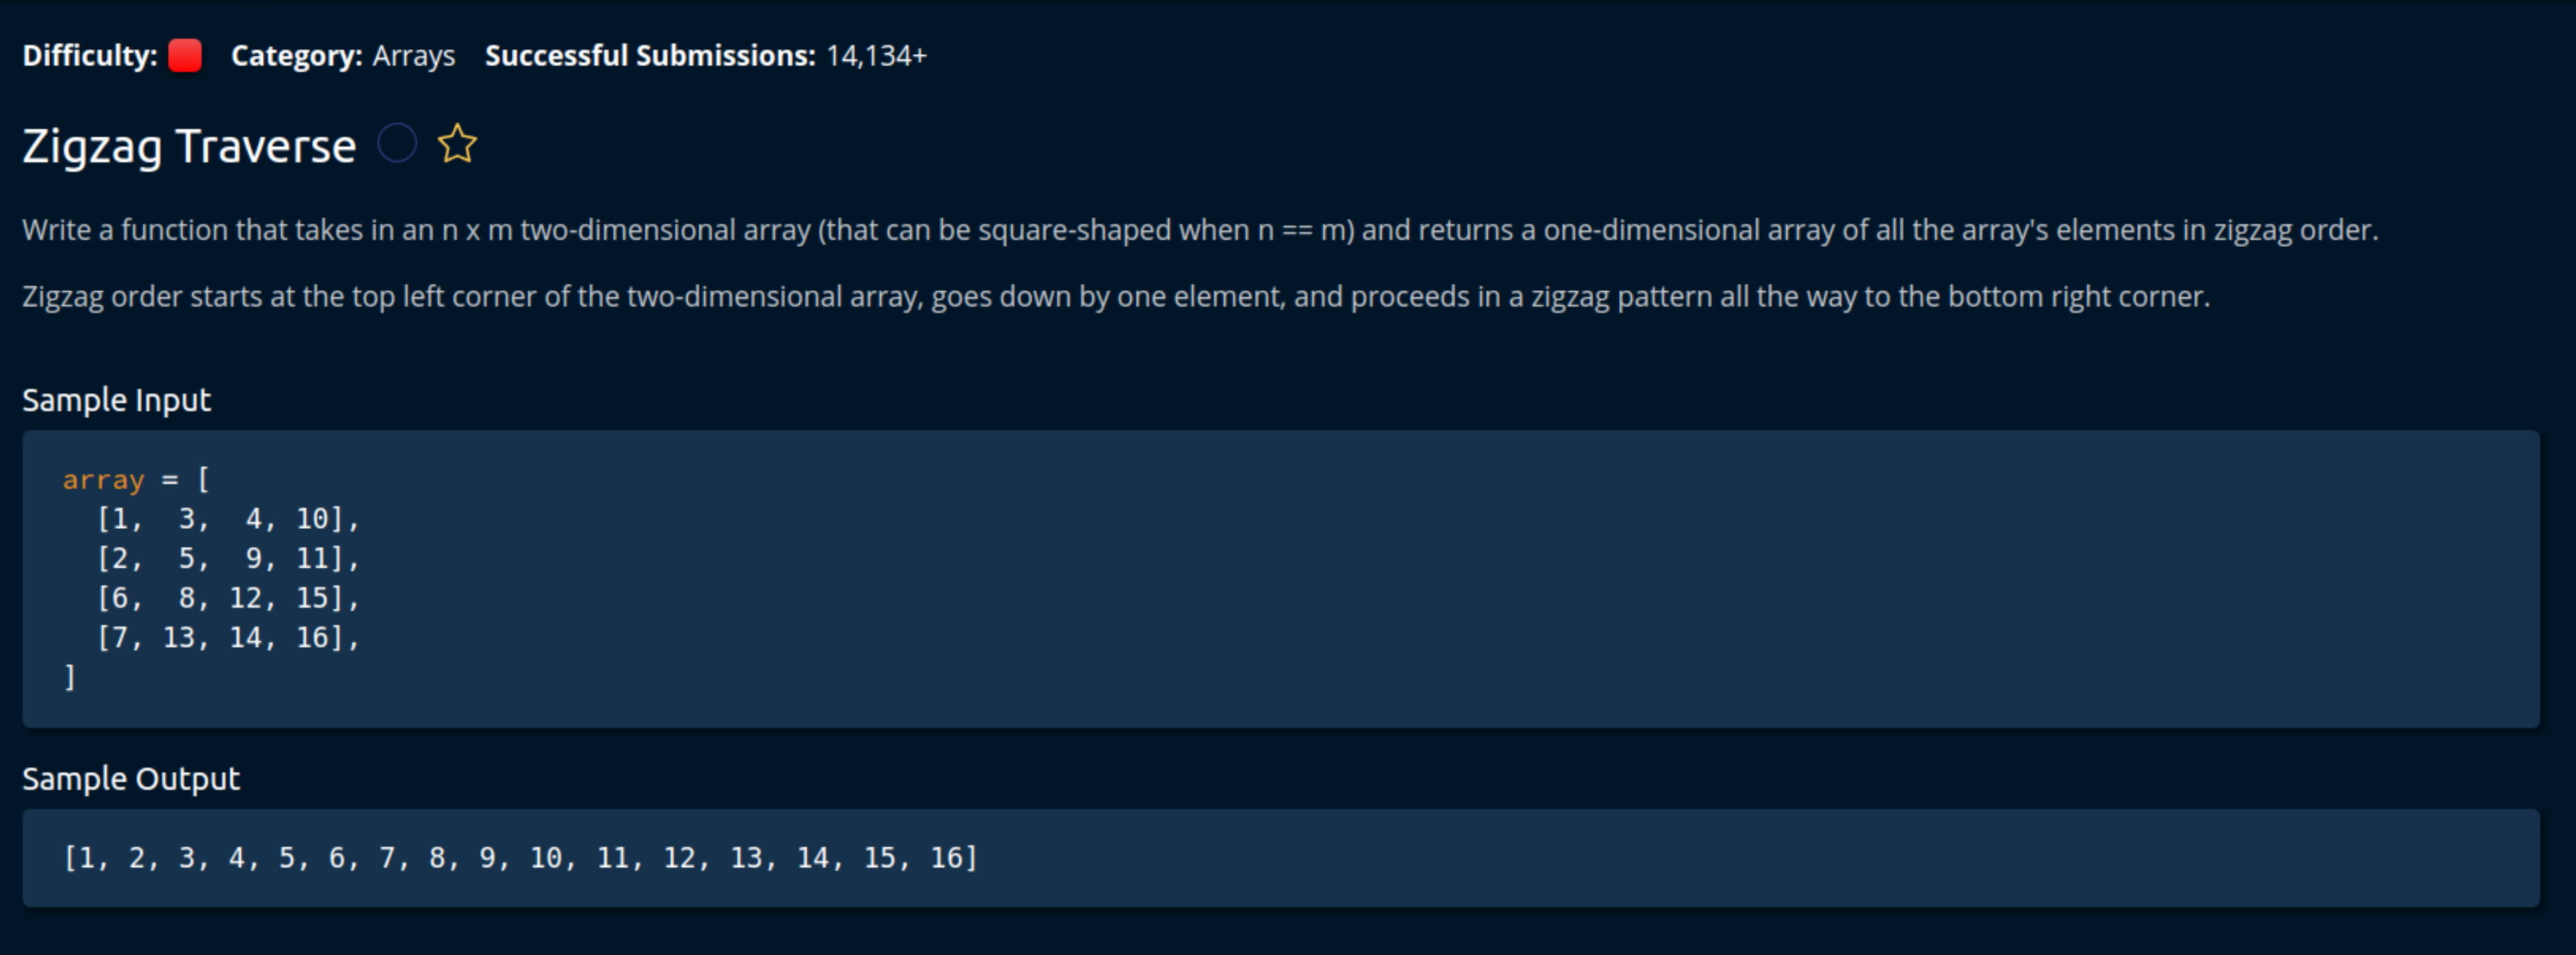 Difficulty: Category: Arrays Successful Submissions: 14,134+
Zigzag Traverse
Write a function that takes in an n x m two-dimensional array (that can be square-shaped when n == m) and returns a one-dimensional array of all the array's elements in zigzag order.
Zigzag order starts at the top left corner of the two-dimensional array, goes down by one element, and proceeds in a zigzag pattern all the way to the bottom right corner.
Sample Input
array = [
  [1,  3,  4, 10],
  [2,  5,  9, 11],
  [6,  8, 12, 15],
  [7, 13, 14, 16],
]
Sample Output
[1, 2, 3, 4, 5, 6, 7, 8, 9, 10, 11, 12, 13, 14, 15, 16]